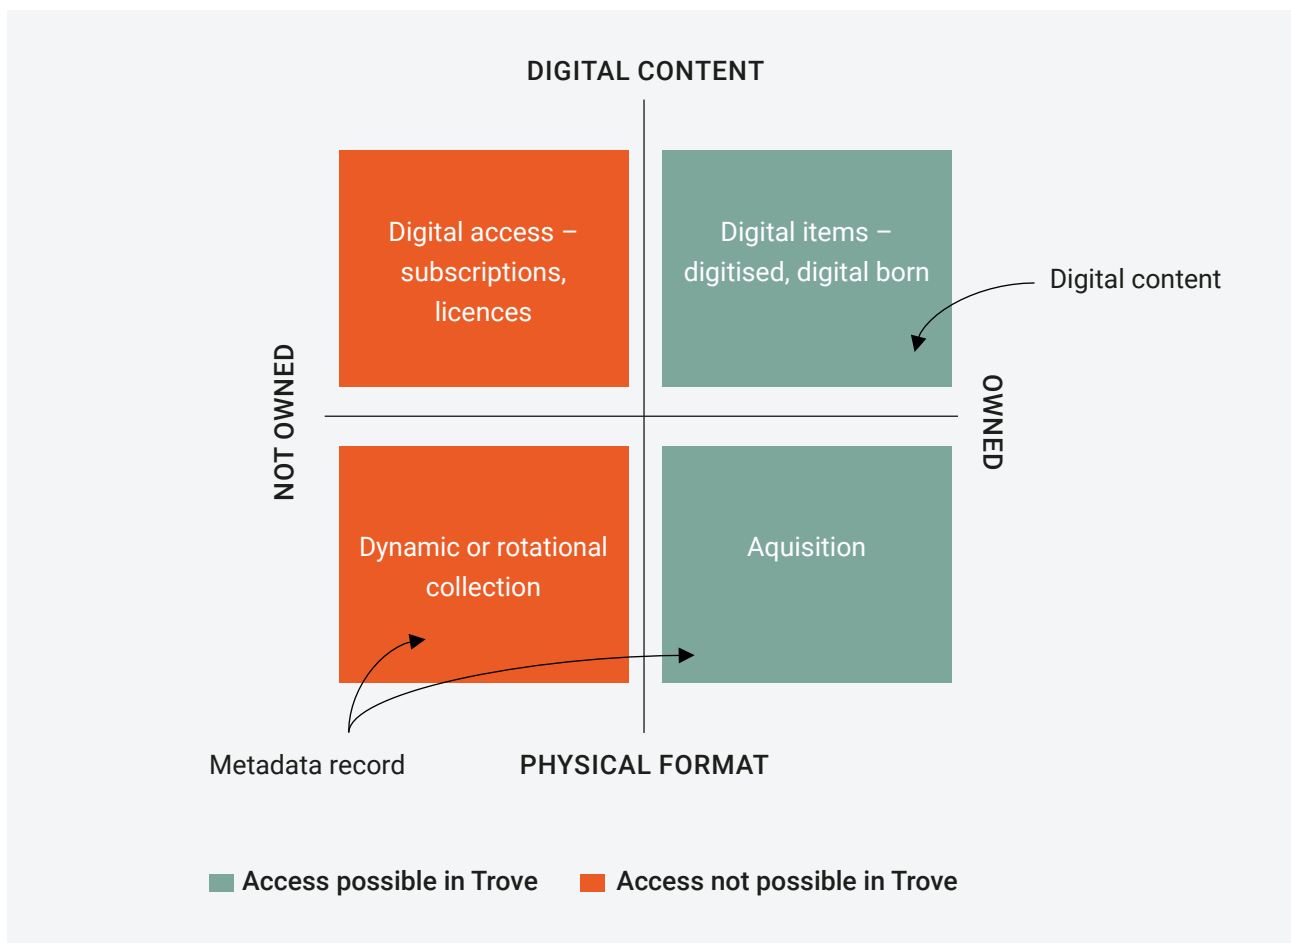 DIGITAL CONTENT
Digital access –
subscriptions,
licences
Digital items –
digitised, digital born
Digital content
NOT OWNED
OWNED
Dynamic or rotational
collection
Aquisition
Metadata record
PHYSICAL FORMAT
Access possible in Trove
Access not possible in Trove